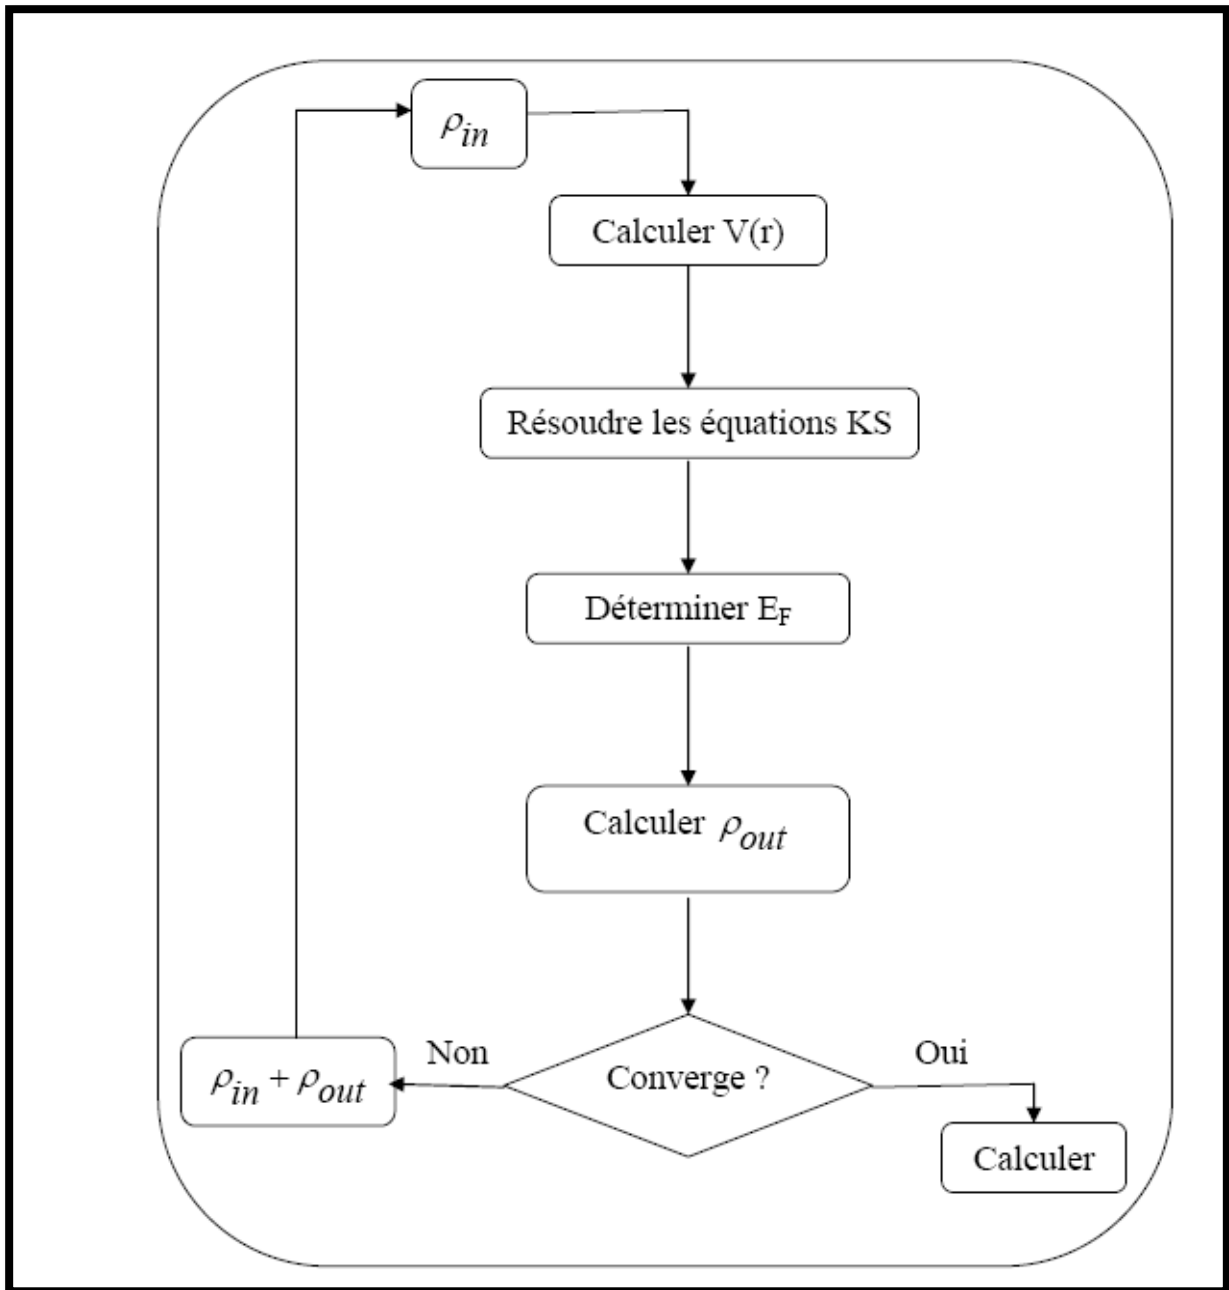 ρin
Calculer V(r)
Résoudre les équations KS
Déterminer EF
Calculer ρout
Non
Converge ?
Oui
ρin + ρout
Calculer